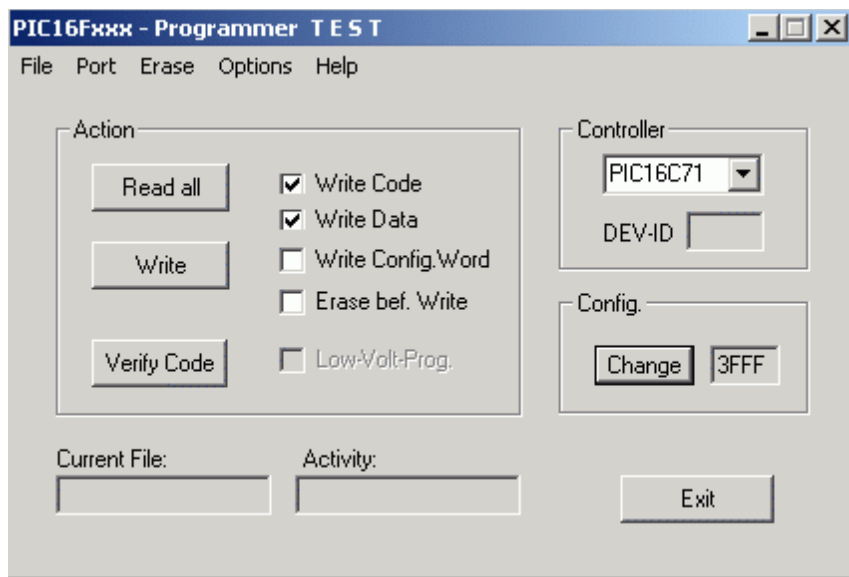 PIC16Fxxx - Programmer T E S T
File Port Erase Options Help
Action
Read all
Write
Verify Code
Write Code
Write Data
Write Config.Word
Erase bef. Write
Low-Volt-Prog.
Controller
PIC16C71
DEV-ID
Config.
Change 3FFF
Current File:
Activity:
Exit